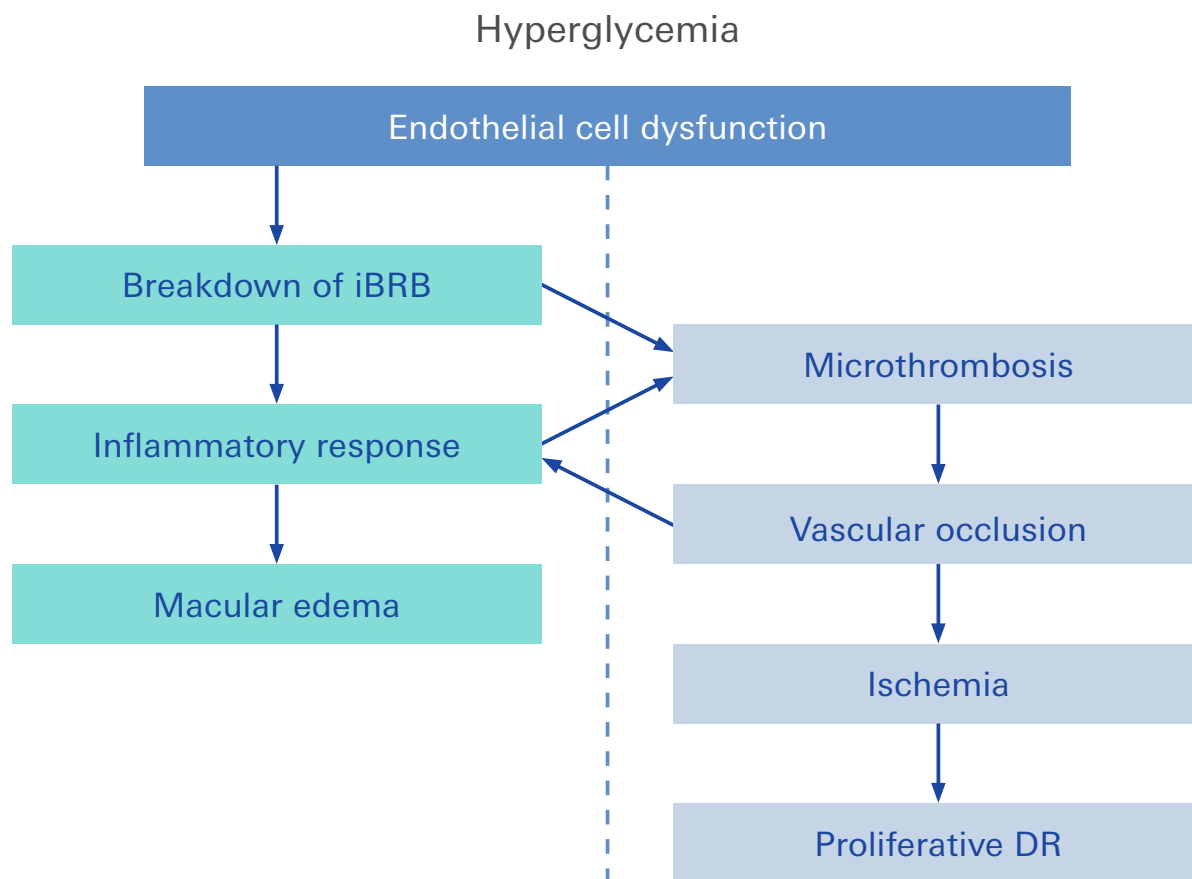 Hyperglycemia
Endothelial cell dysfunction
Breakdown of iBRB
Inflammatory response
Macular edema
Microthrombosis
Vascular occlusion
Ischemia
Proliferative DR